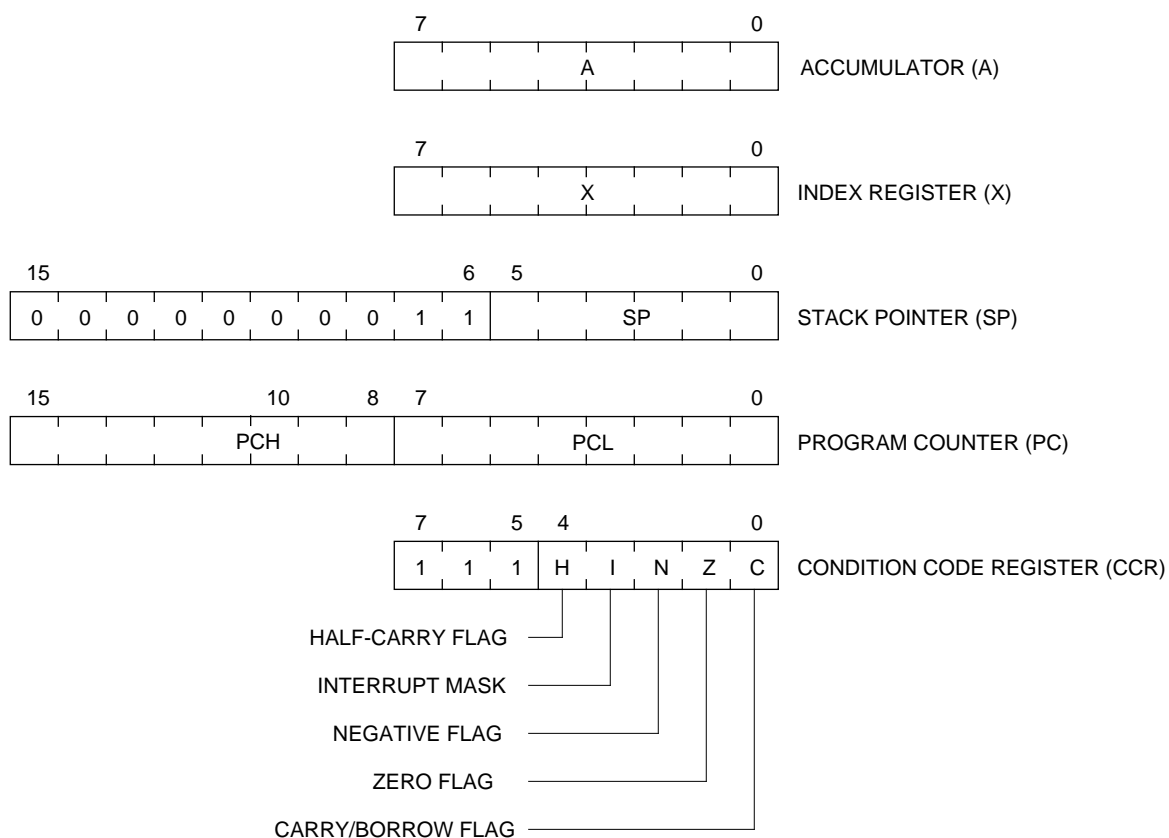 7 0
A ACCUMULATOR (A)
7 0
X INDEX REGISTER (X)
15 6 5 0
0 0 0 0 0 0 0 0 1 1 SP STACK POINTER (SP)
15 10 8 7 0
PCH PCL PROGRAM COUNTER (PC)
7 5 4 0
1 1 1 H I N Z C CONDITION CODE REGISTER (CCR)
HALF-CARRY FLAG
INTERRUPT MASK
NEGATIVE FLAG
ZERO FLAG
CARRY/BORROW FLAG